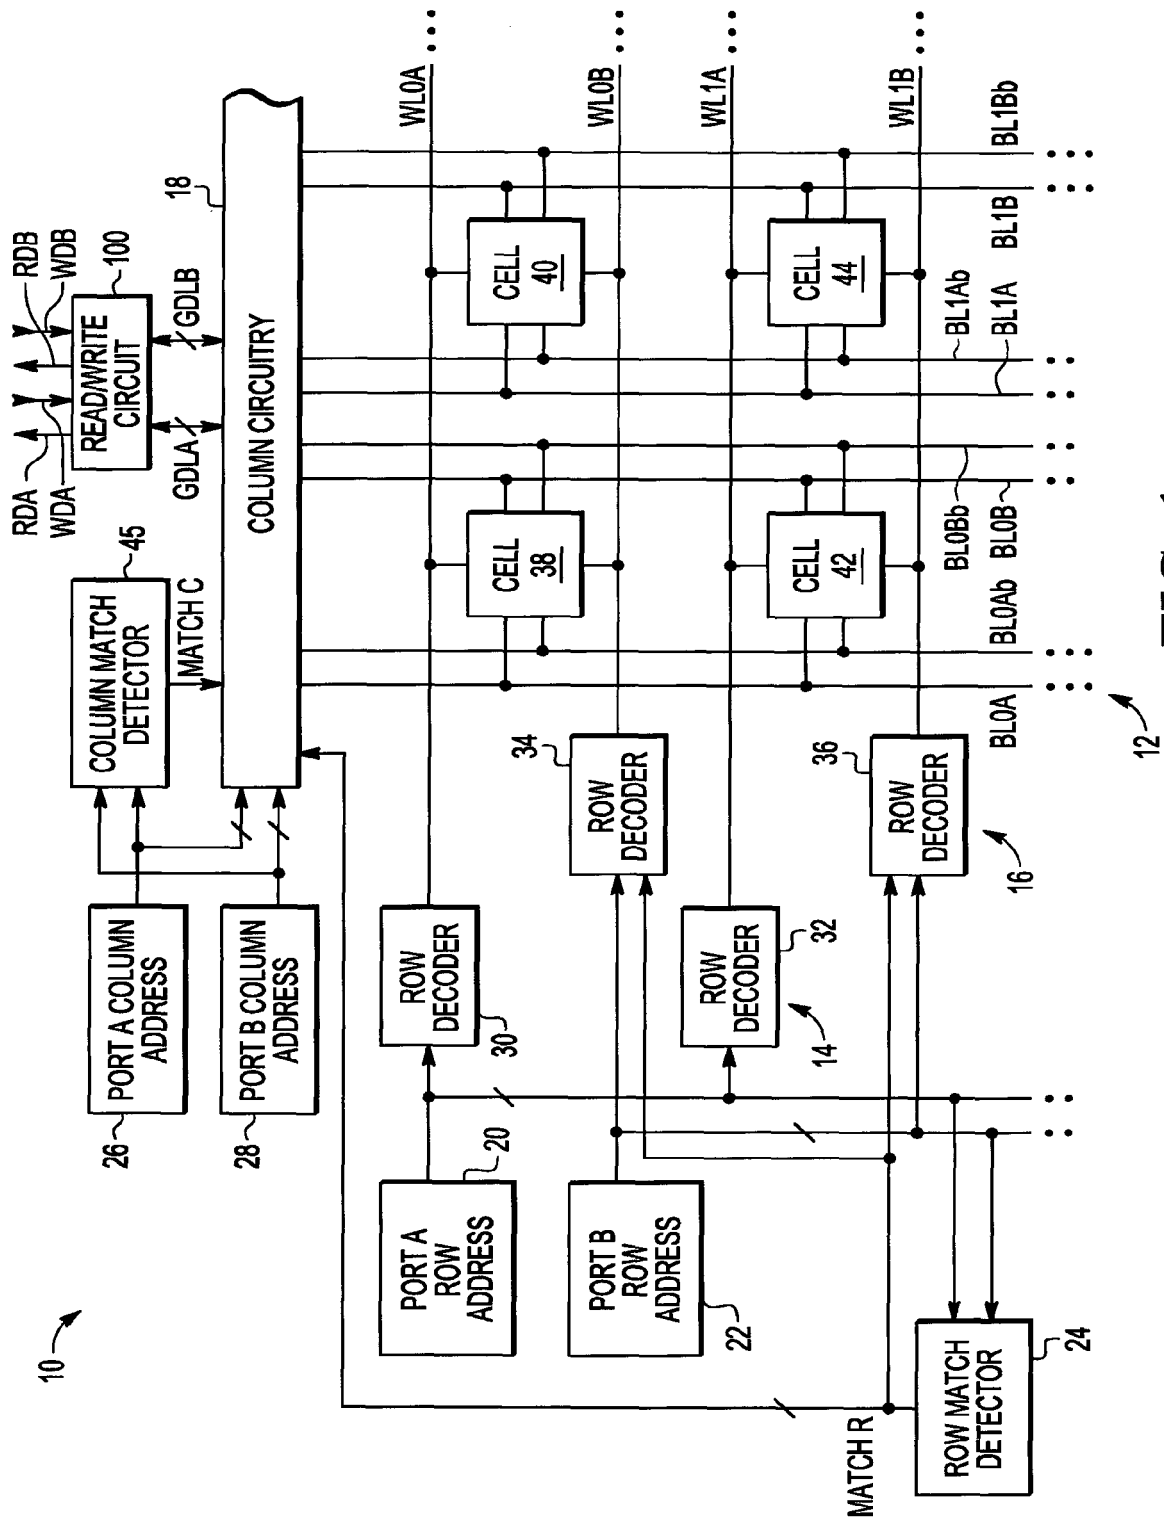 10
26
PORT A COLUMN
ADDRESS
28
PORT B COLUMN
ADDRESS
COLUMN MATCH
DETECTOR
45
MATCH C
RDA
WDA
RDB
WDB
READ/WRITE
CIRCUIT
100
GDLA
GDLB
COLUMN CIRCUITRY
18
PORT A
ROW
ADDRESS
20
ROW
DECODER
30
WL0A
CELL
38
CELL
40
PORT B
ROW
ADDRESS
22
ROW
DECODER
34
WL0B
ROW
DECODER
32
14
WL1A
CELL
42
CELL
44
MATCH R
ROW MATCH
DETECTOR
24
ROW
DECODER
36
16
WL1B
BL0A
BL0Ab
BL0Bb
BL0B
BL1Ab
BL1A
BL1B
BL1Bb
12